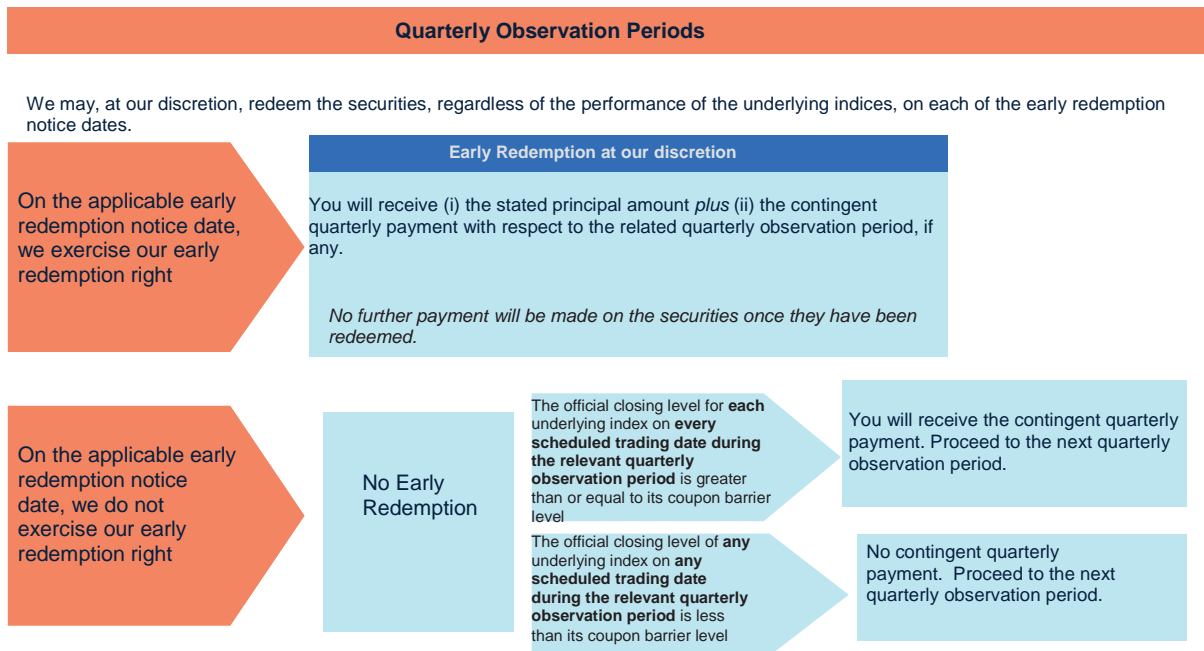 Quarterly Observation Periods
We may, at our discretion, redeem the securities, regardless of the performance of the underlying indices, on each of the early redemption
notice dates.
On the applicable early
redemption notice date,
we exercise our early
redemption right
Early Redemption at our discretion
You will receive (i) the stated principal amount plus (ii) the contingent
quarterly payment with respect to the related quarterly observation period, if
any.
No further payment will be made on the securities once they have been
redeemed.
On the applicable early
redemption notice
date, we do not
exercise our early
redemption right
No Early
Redemption
The official closing level for each
underlying index on every
scheduled trading date during
the relevant quarterly
observation period is greater
than or equal to its coupon barrier
level
You will receive the contingent quarterly
payment. Proceed to the next quarterly
observation period.
The official closing level of any
underlying index on any
scheduled trading date
during the relevant quarterly
observation period is less
than its coupon barrier level
No contingent quarterly
payment. Proceed to the next
quarterly observation period.